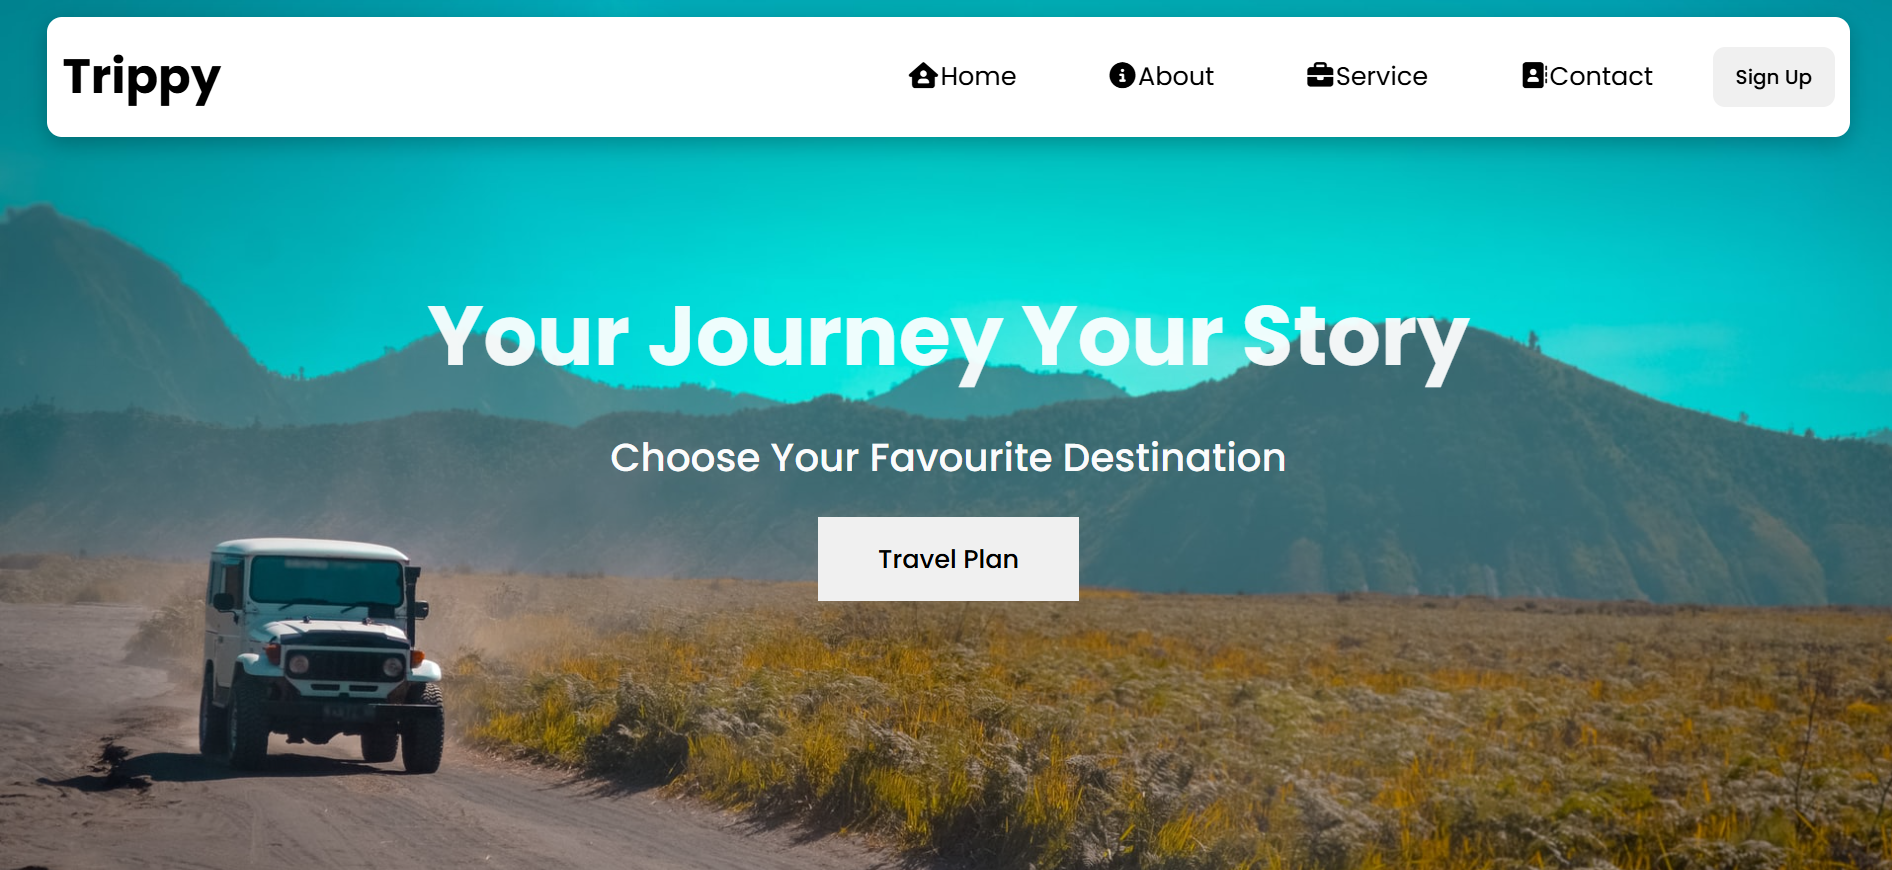 Trippy
Home About Service Contact Sign Up
Your Journey Your Story
Choose Your Favourite Destination
Travel Plan